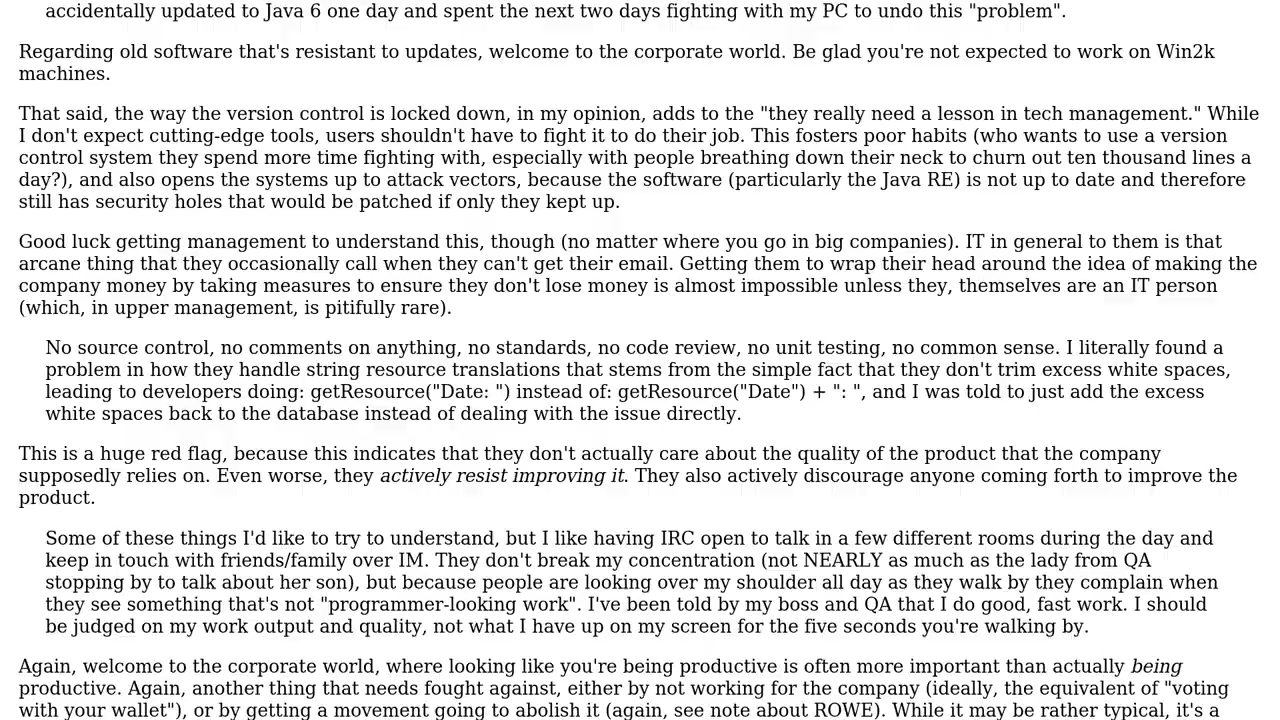 accidentally updated to Java 6 one day and spent the next two days fighting with my PC to undo this "problem".
Regarding old software that's resistant to updates, welcome to the corporate world. Be glad you're not expected to work on Win2k
machines.
That said, the way the version control is locked down, in my opinion, adds to the "they really need a lesson in tech management." While
I don't expect cutting-edge tools, users shouldn't have to fight it to do their job. This fosters poor habits (who wants to use a version
control system they spend more time fighting with, especially with people breathing down their neck to churn out ten thousand lines a
day?), and also opens the systems up to attack vectors, because the software (particularly the Java RE) is not up to date and therefore
still has security holes that would be patched if only they kept up.
Good luck getting management to understand this, though (no matter where you go in big companies). IT in general to them is that
arcane thing that they occasionally call when they can't get their email. Getting them to wrap their head around the idea of making the
company money by taking measures to ensure they don't lose money is almost impossible unless they, themselves are an IT person
(which, in upper management, is pitifully rare).
No source control, no comments on anything, no standards, no code review, no unit testing, no common sense. I literally found a
problem in how they handle string resource translations that stems from the simple fact that they don't trim excess white spaces,
leading to developers doing: getResource("Date: ") instead of: getResource("Date") + ": ", and I was told to just add the excess
white spaces back to the database instead of dealing with the issue directly.
This is a huge red flag, because this indicates that they don't actually care about the quality of the product that the company
supposedly relies on. Even worse, they actively resist improving it. They also actively discourage anyone coming forth to improve the
product.
Some of these things I'd like to try to understand, but I like having IRC open to talk in a few different rooms during the day and
keep in touch with friends/family over IM. They don't break my concentration (not NEARLY as much as the lady from QA
stopping by to talk about her son), but because people are looking over my shoulder all day as they walk by they complain when
they see something that's not "programmer-looking work". I've been told by my boss and QA that I do good, fast work. I should
be judged on my work output and quality, not what I have up on my screen for the five seconds you're walking by.
Again, welcome to the corporate world, where looking like you're being productive is often more important than actually being
productive. Again, another thing that needs fought against, either by not working for the company (ideally, the equivalent of "voting
with your wallet"), or by getting a movement going to abolish it (again, see note about ROWE). While it may be rather typical, it's a